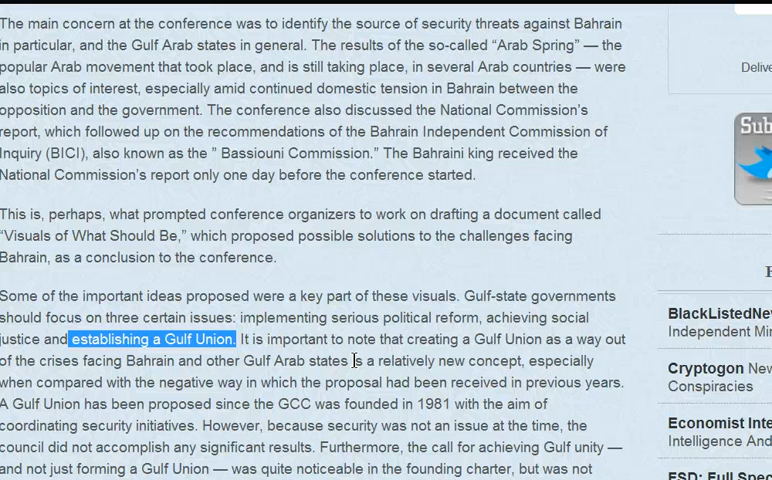 The main concern at the conference was to identify the source of security threats against Bahrain
in particular, and the Gulf Arab states in general. The results of the so-called “Arab Spring” — the
popular Arab movement that took place, and is still taking place, in several Arab countries — were
also topics of interest, especially amid continued domestic tension in Bahrain between the
opposition and the government. The conference also discussed the National Commission’s
report, which followed up on the recommendations of the Bahrain Independent Commission of
Inquiry (BICI), also known as the ” Bassiouni Commission.” The Bahraini king received the
National Commission’s report only one day before the conference started.
This is, perhaps, what prompted conference organizers to work on drafting a document called
“Visuals of What Should Be,” which proposed possible solutions to the challenges facing
Bahrain, as a conclusion to the conference.
Some of the important ideas proposed were a key part of these visuals. Gulf-state governments
should focus on three certain issues: implementing serious political reform, achieving social
justice and establishing a Gulf Union. It is important to note that creating a Gulf Union as a way out
of the crises facing Bahrain and other Gulf Arab states is a relatively new concept, especially
when compared with the negative way in which the proposal had been received in previous years.
A Gulf Union has been proposed since the GCC was founded in 1981 with the aim of
coordinating security initiatives. However, because security was not an issue at the time, the
council did not accomplish any significant results. Furthermore, the call for achieving Gulf unity —
and not just forming a Gulf Union — was quite noticeable in the founding charter, but was not
Delive
Sub
BlackListedNe
Independent Mi
Cryptogon New
Conspiracies
Economist Inte
Intelligence And
FSD: Full Spec